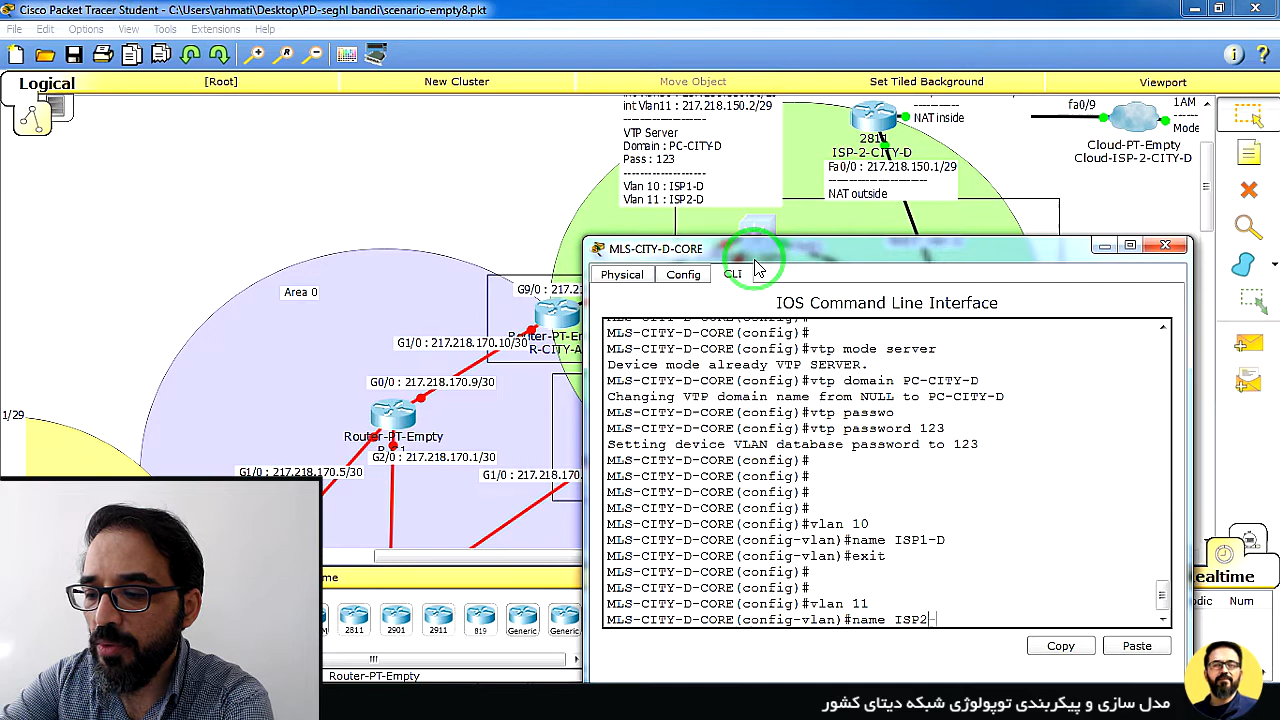 Cisco Packet Tracer Student - C:\Users\rahmati\Desktop\PD-seghl bandi\scenario-empty8.pkt
File Edit Options View Tools Extensions Help
Logical [Root] New Cluster Move Object Set Tiled Background Viewport
int Vlan11 : 217.218.150.2/29
--------------------
VTP Server
Domain : PC-CITY-D
Pass : 123
--------------------
Vlan 10 : ISP1-D
Vlan 11 : ISP2-D
NAT inside
2811
ISP-2-CITY-D
Fa0/0 : 217.218.150.1/29
NAT outside
fa0/9
1AM
Mode
Cloud-PT-Empty
Cloud-ISP-2-CITY-D
Area 0
G9/0 : 217.2
Router-PT-Em
R-CITY-A
G1/0 : 217.218.170.10/30
G0/0 : 217.218.170.9/30
Router-PT-Empty
G2/0 : 217.218.170.1/30
G1/0 : 217.218.170.5/30
G1/0 : 217.218.170.
1/29
MLS-CITY-D-CORE
Physical Config CLI
IOS Command Line Interface
MLS-CITY-D-CORE(config)#
MLS-CITY-D-CORE(config)#vtp mode server
Device mode already VTP SERVER.
MLS-CITY-D-CORE(config)#vtp domain PC-CITY-D
Changing VTP domain name from NULL to PC-CITY-D
MLS-CITY-D-CORE(config)#vtp passwo
MLS-CITY-D-CORE(config)#vtp password 123
Setting device VLAN database password to 123
MLS-CITY-D-CORE(config)#
MLS-CITY-D-CORE(config)#
MLS-CITY-D-CORE(config)#
MLS-CITY-D-CORE(config)#vlan 10
MLS-CITY-D-CORE(config-vlan)#name ISP1-D
MLS-CITY-D-CORE(config-vlan)#exit
MLS-CITY-D-CORE(config)#
MLS-CITY-D-CORE(config)#
MLS-CITY-D-CORE(config)#vlan 11
MLS-CITY-D-CORE(config-vlan)#name ISP2-
Copy Paste
ealtime
odic Num
me
2811 2901 2911 819 Generic Generic
Router-PT-Empty
مدل سازی و پیکربندی توپولوژی شبکه دیتای کشور